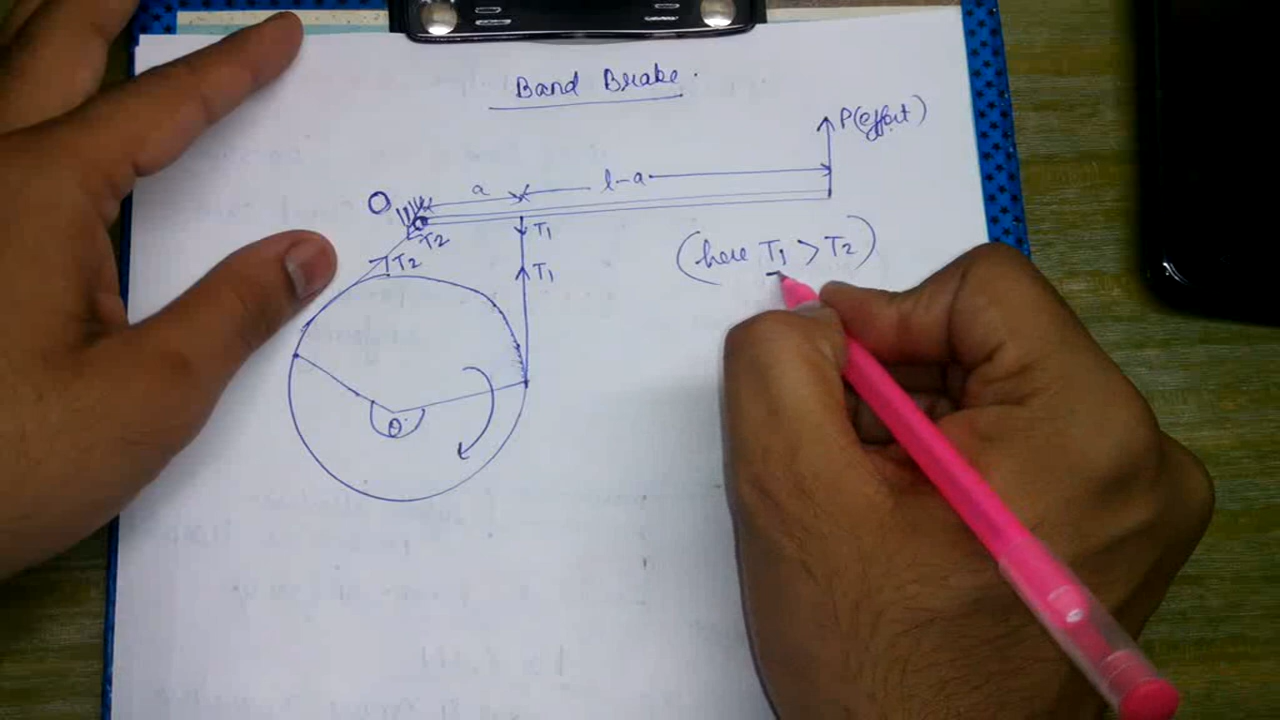 Band Brake.
P(effort)
a
l-a
O
T2
T1
(here T1 > T2)
T2
T1
θ